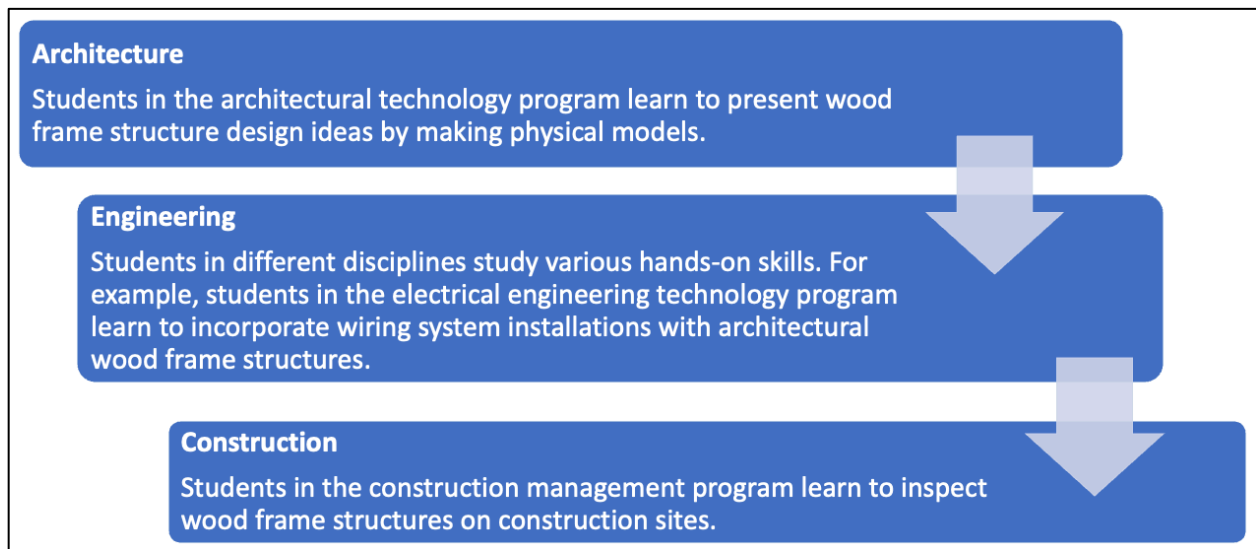 Architecture
Students in the architectural technology program learn to present wood
frame structure design ideas by making physical models.
Engineering
Students in different disciplines study various hands-on skills. For
example, students in the electrical engineering technology program
learn to incorporate wiring system installations with architectural
wood frame structures.
Construction
Students in the construction management program learn to inspect
wood frame structures on construction sites.